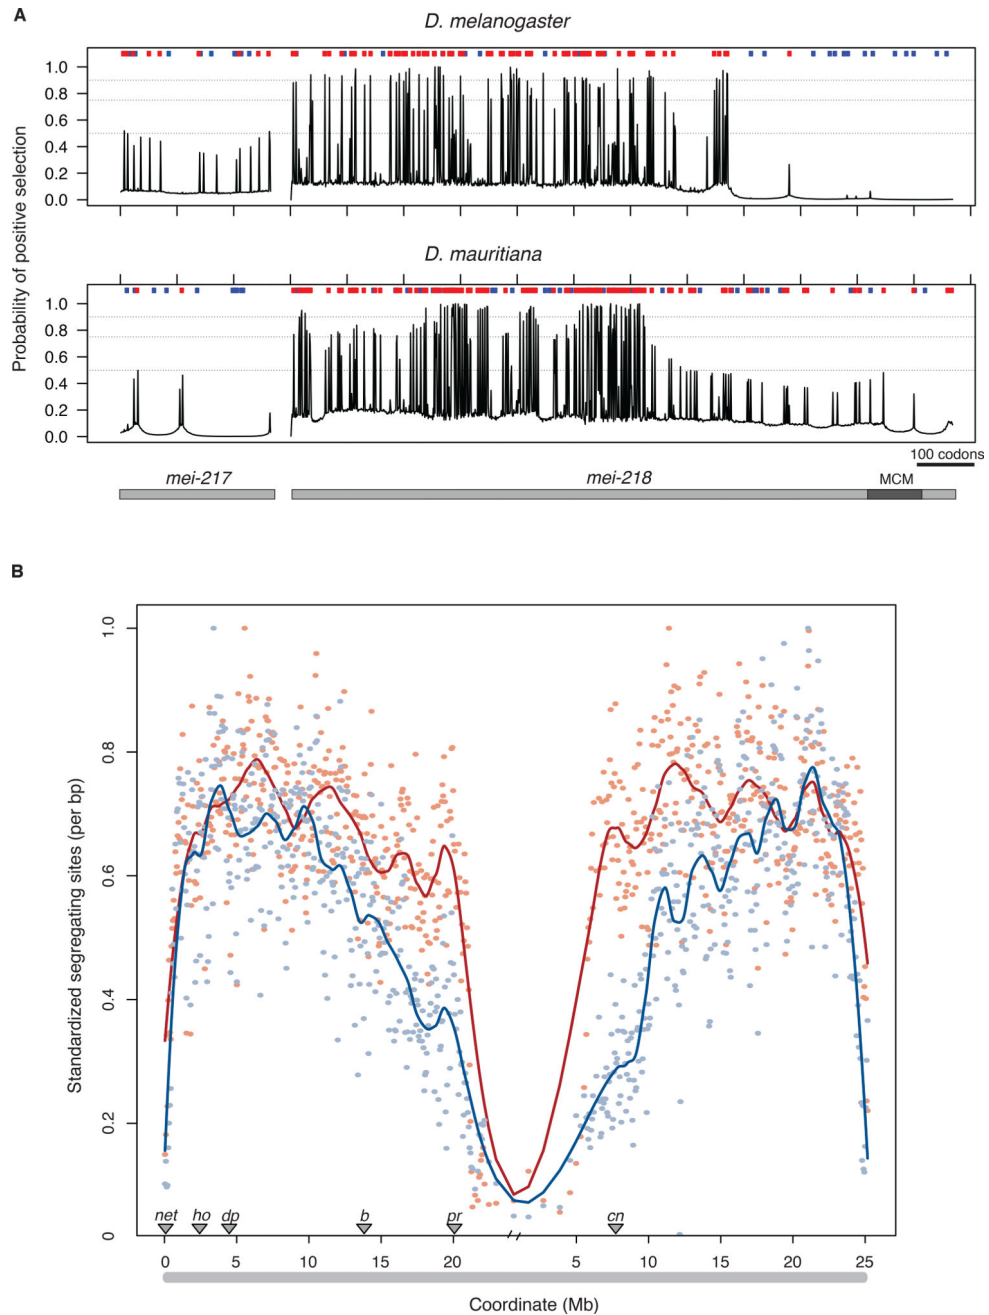 A
D. melanogaster
1.0
0.8
0.6
0.4
0.2
0.0
Probability of positive selection
D. mauritiana
1.0
0.8
0.6
0.4
0.2
0.0
100 codons
mei-217
mei-218
MCM
B
1.0
0.8
0.6
0.4
0.2
0
Standardized segregating sites (per bp)
net ho dp b pr cn
0 5 10 15 20 5 10 15 20 25
Coordinate (Mb)